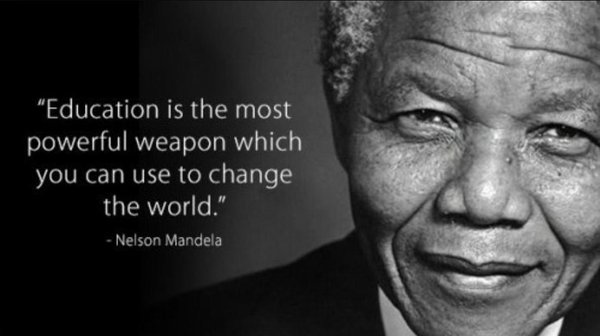 “Education is the most
powerful weapon which
you can use to change
the world.”
- Nelson Mandela